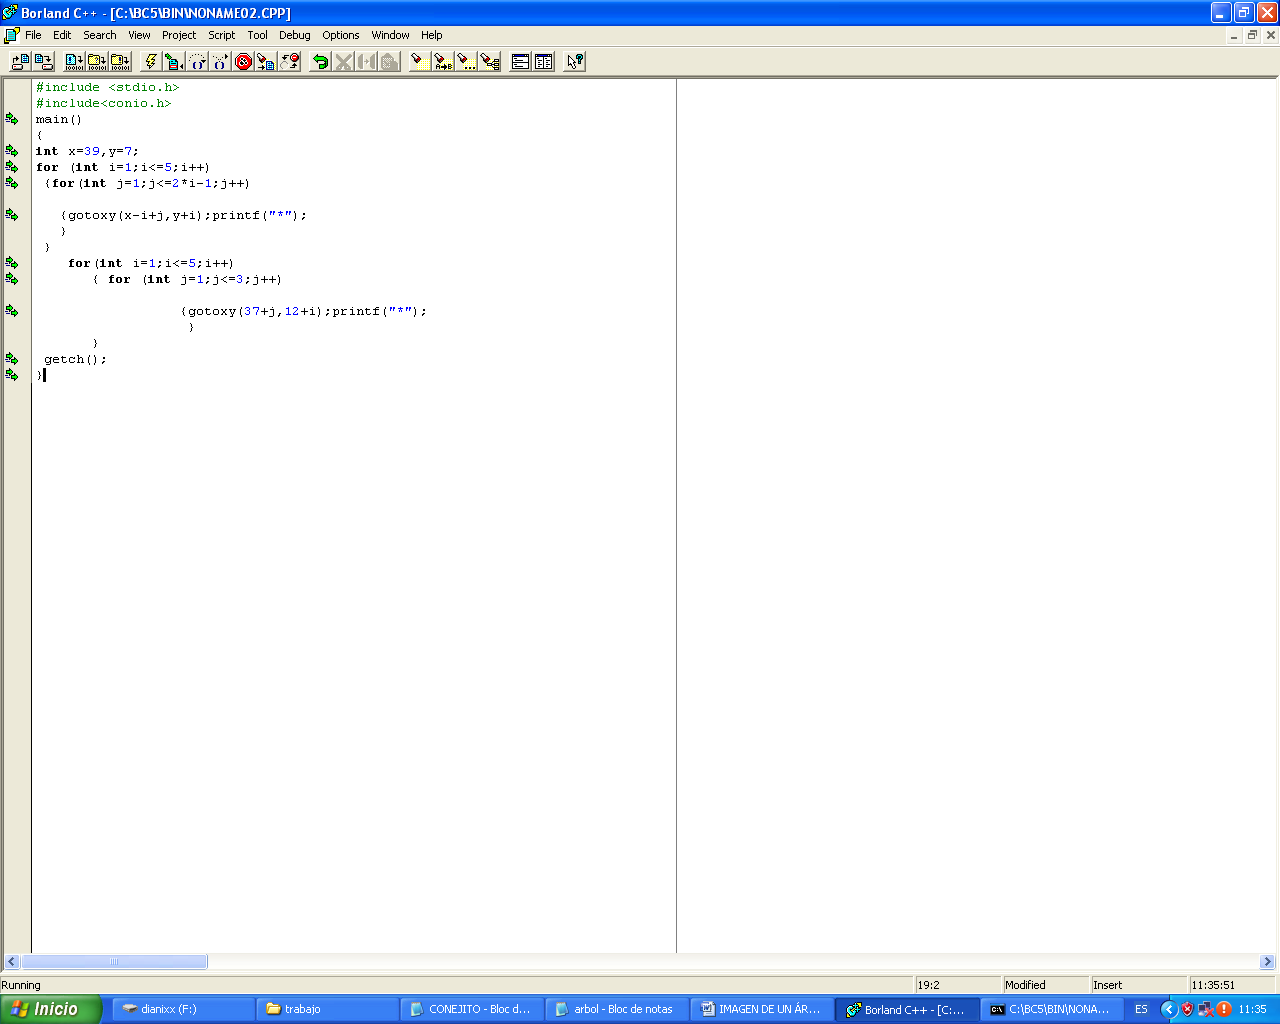 Borland C++ - [C:\BC5\BIN\NONAME02.CPP]
File Edit Search View Project Script Tool Debug Options Window Help
#include <stdio.h>
#include<conio.h>
main()
{
int x=39,y=7;
for (int i=1;i<=5;i++)
{for(int j=1;j<=2*i-1;j++)
{gotoxy(x-i+j,y+i);printf("*");
}
}
for(int i=1;i<=5;i++)
{ for (int j=1;j<=3;j++)
{gotoxy(37+j,12+i);printf("*");
}
}
getch();
}
Running 19:2 Modified Insert 11:35:51
Inicio dianixx (F:) trabajo CONEJITO - Bloc d... arbol - Bloc de notas IMAGEN DE UN ÁR... Borland C++ - [C:... C:\BC5\BIN\NONA... ES 11:35